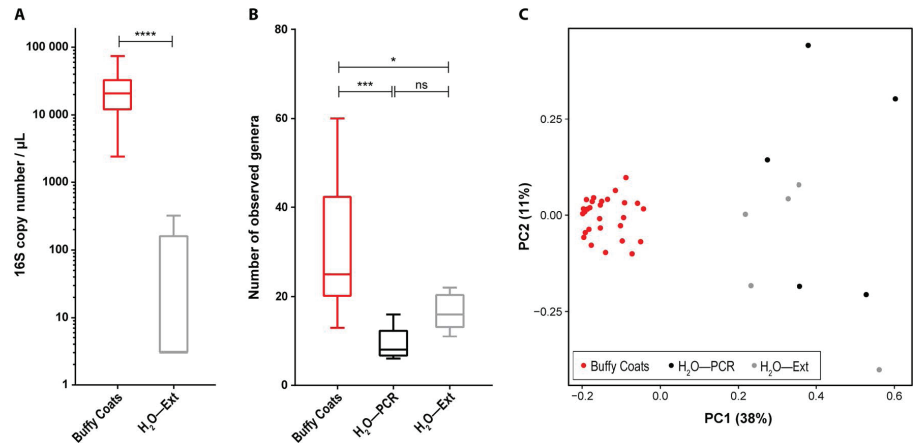 A
16S copy number / µL
100 000
10 000
1000
100
10
1
****
Buffy Coats
H₂O—Ext
B
Number of observed genera
80
60
40
20
0
*
***
ns
Buffy Coats
H₂O—PCR
H₂O—Ext
C
PC2 (11%)
0.25
0.00
−0.25
Buffy Coats H₂O—PCR H₂O—Ext
−0.2 0.0 0.2 0.4 0.6
PC1 (38%)